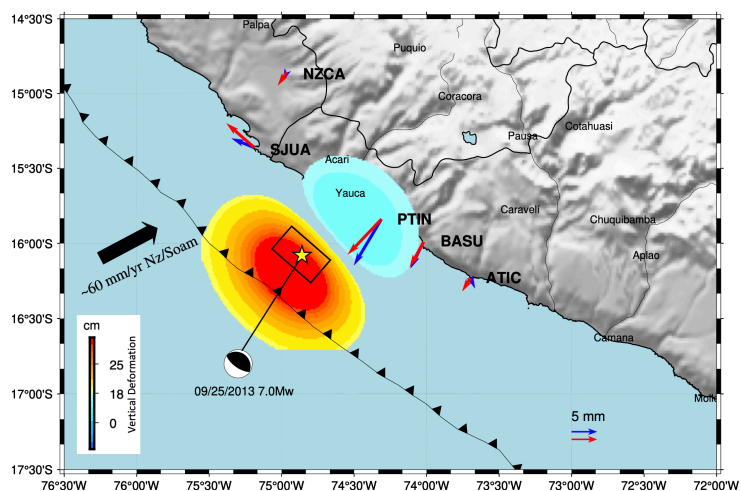 14°30'S
Palpa
Puquio
NZCA
15°00'S
Coracora
Cotahuasi
Pausa
SJUA
15°30'S
Acari
Yauca
Caraveli
PTIN
Chuquibamba
BASU
16°00'S
Aplao
~60 mm/yr Nz/Soam
ATIC
16°30'S
cm
Camana
25
18
0
Vertical Deformation
09/25/2013 7.0Mw
17°00'S
5 mm
17°30'S
76°30'W
76°00'W
75°30'W
75°00'W
74°30'W
74°00'W
73°30'W
73°00'W
72°30'W
72°00'W